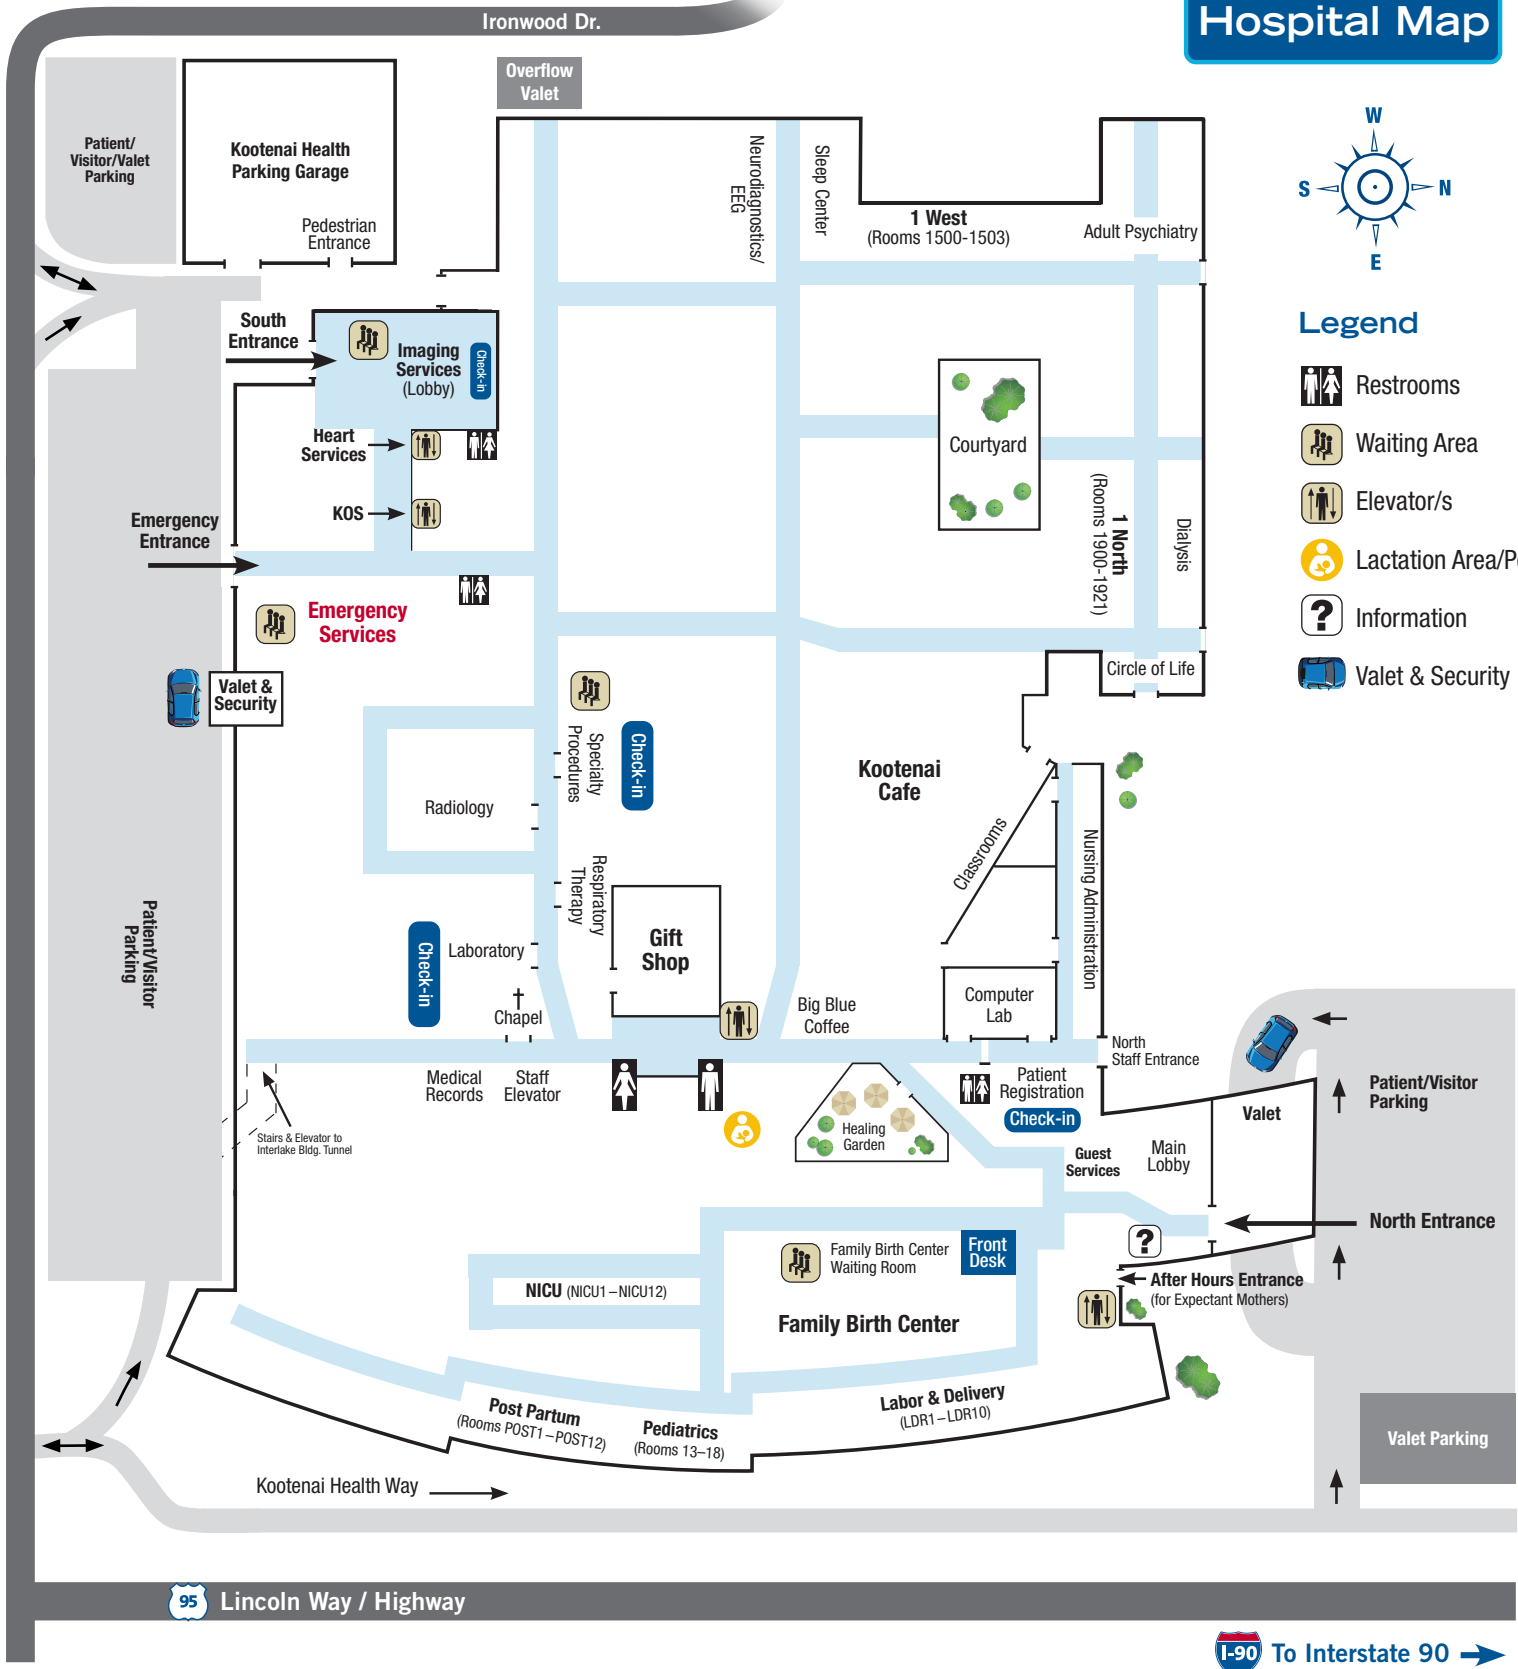 Ironwood Dr.
Hospital Map
Overflow
Valet
Patient/
Visitor/Valet
Parking
Kootenai Health
Parking Garage
Pedestrian
Entrance
Neurodiagnostics/
EEG
Sleep Center
1 West
(Rooms 1500-1503)
Adult Psychiatry
W
S
N
E
South
Entrance
Imaging
Services
(Lobby)
Check-in
Heart
Services
KOS
Emergency
Entrance
Emergency
Services
Valet &
Security
Courtyard
1 North
(Rooms 1900-1921)
Dialysis
Circle of Life
Legend
Restrooms
Waiting Area
Elevator/s
Lactation Area/P
?
Information
Valet & Security
Specialty
Procedures
Check-in
Radiology
Respiratory
Therapy
Kootenai
Cafe
Classrooms
Nursing Administration
Patient/Visitor
Parking
Check-in
Laboratory
Chapel
Gift
Shop
Big Blue
Coffee
Computer
Lab
North
Staff Entrance
Medical
Records
Staff
Elevator
Stairs & Elevator to
Interlake Bldg. Tunnel
Healing
Garden
Patient
Registration
Check-in
Guest
Services
Main
Lobby
Valet
Patient/Visitor
Parking
North Entrance
?
After Hours Entrance
(for Expectant Mothers)
Family Birth Center
Waiting Room
Front
Desk
NICU (NICU1–NICU12)
Family Birth Center
Post Partum
(Rooms POST1–POST12)
Pediatrics
(Rooms 13–18)
Labor & Delivery
(LDR1–LDR10)
Valet Parking
Kootenai Health Way
95 Lincoln Way / Highway
I-90 To Interstate 90